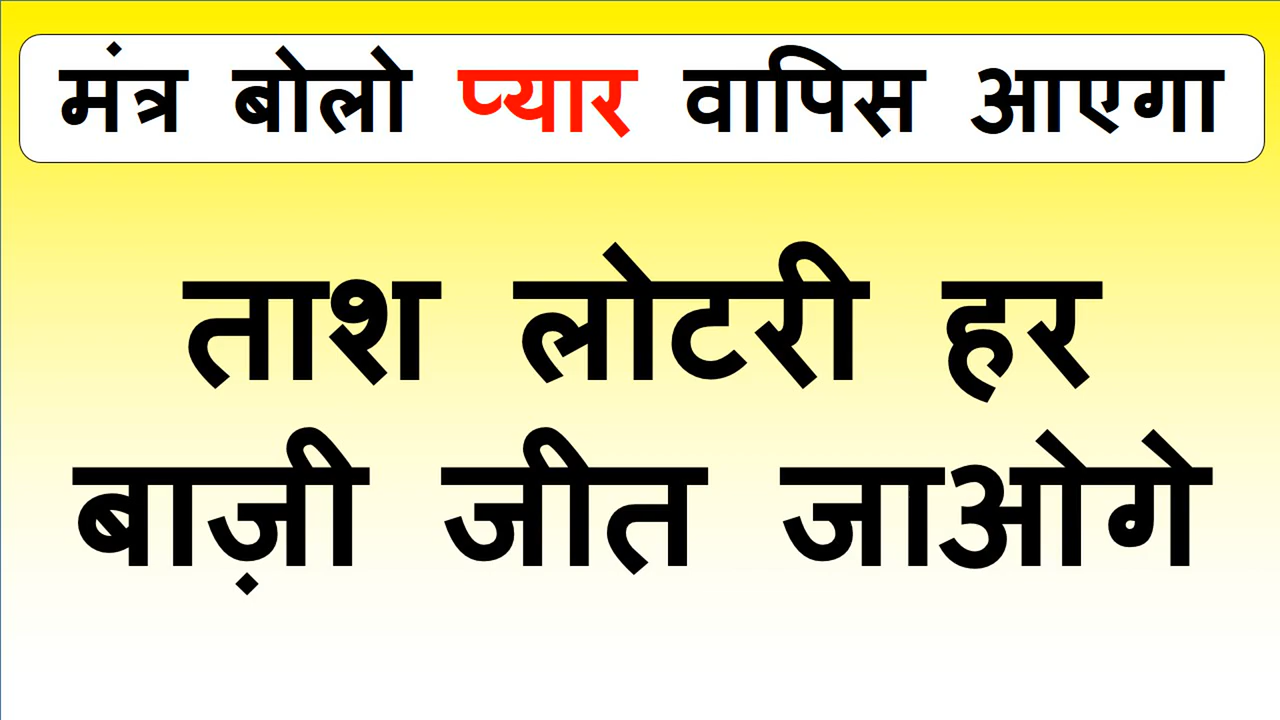 मंत्र बोलो प्यार वापिस आएगा
ताश लोटरी हर
बाज़ी जीत जाओगे